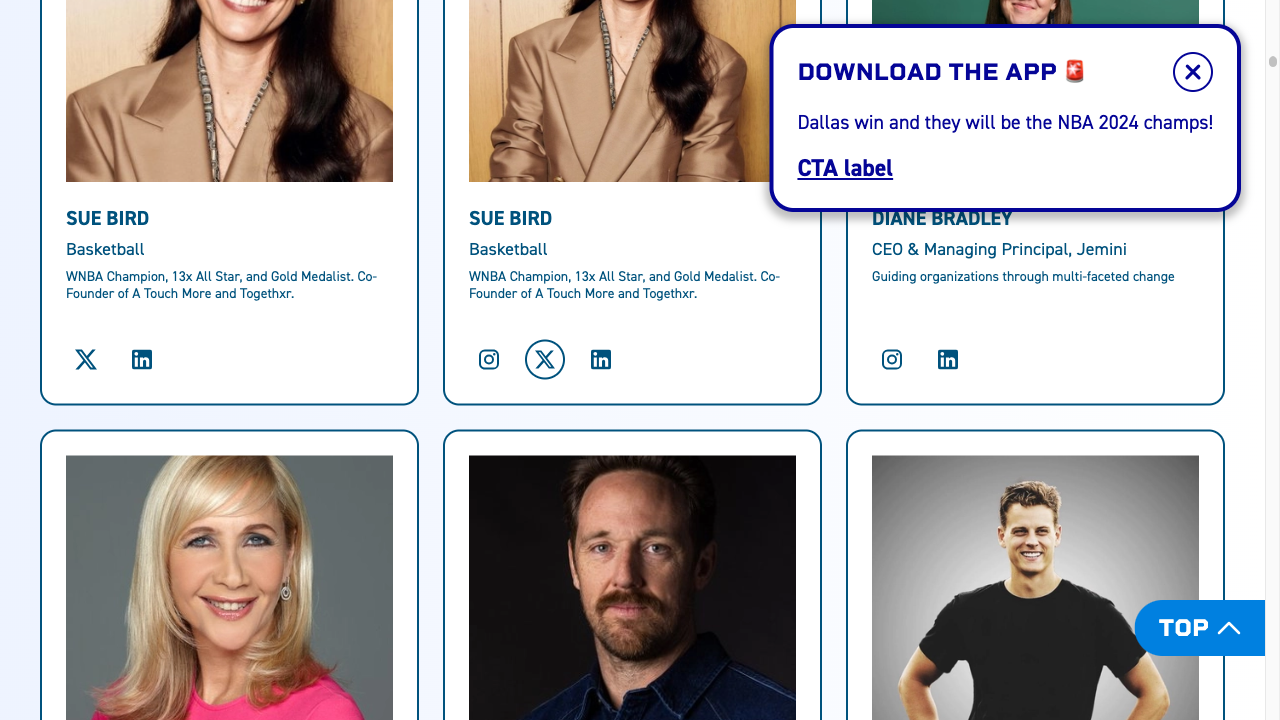 DOWNLOAD THE APP 🚨
Dallas win and they will be the NBA 2024 champs!
CTA label
SUE BIRD
Basketball
WNBA Champion, 13x All Star, and Gold Medalist. Co-
Founder of A Touch More and Togethxr.
SUE BIRD
Basketball
WNBA Champion, 13x All Star, and Gold Medalist. Co-
Founder of A Touch More and Togethxr.
DIANE BRADLEY
CEO & Managing Principal, Jemini
Guiding organizations through multi-faceted change
TOP